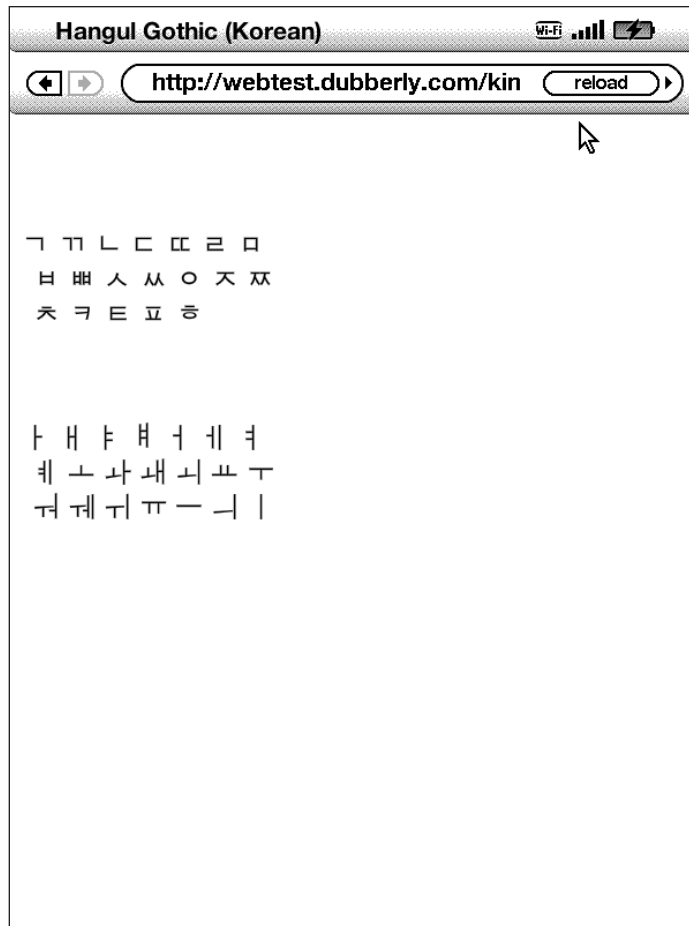 Hangul Gothic (Korean) Wi-Fi
http://webtest.dubberly.com/kin reload
ㄱ ㄲ ㄴ ㄷ ㄸ ㄹ ㅁ
ㅂ ㅃ ㅅ ㅆ ㅇ ㅈ ㅉ
ㅊ ㅋ ㅌ ㅍ ㅎ
ㅏ ㅐ ㅑ ㅒ ㅓ ㅔ ㅕ
ㅖ ㅗ ㅘ ㅙ ㅚ ㅛ ㅜ
ㅝ ㅞ ㅟ ㅠ ㅡ ㅢ ㅣ